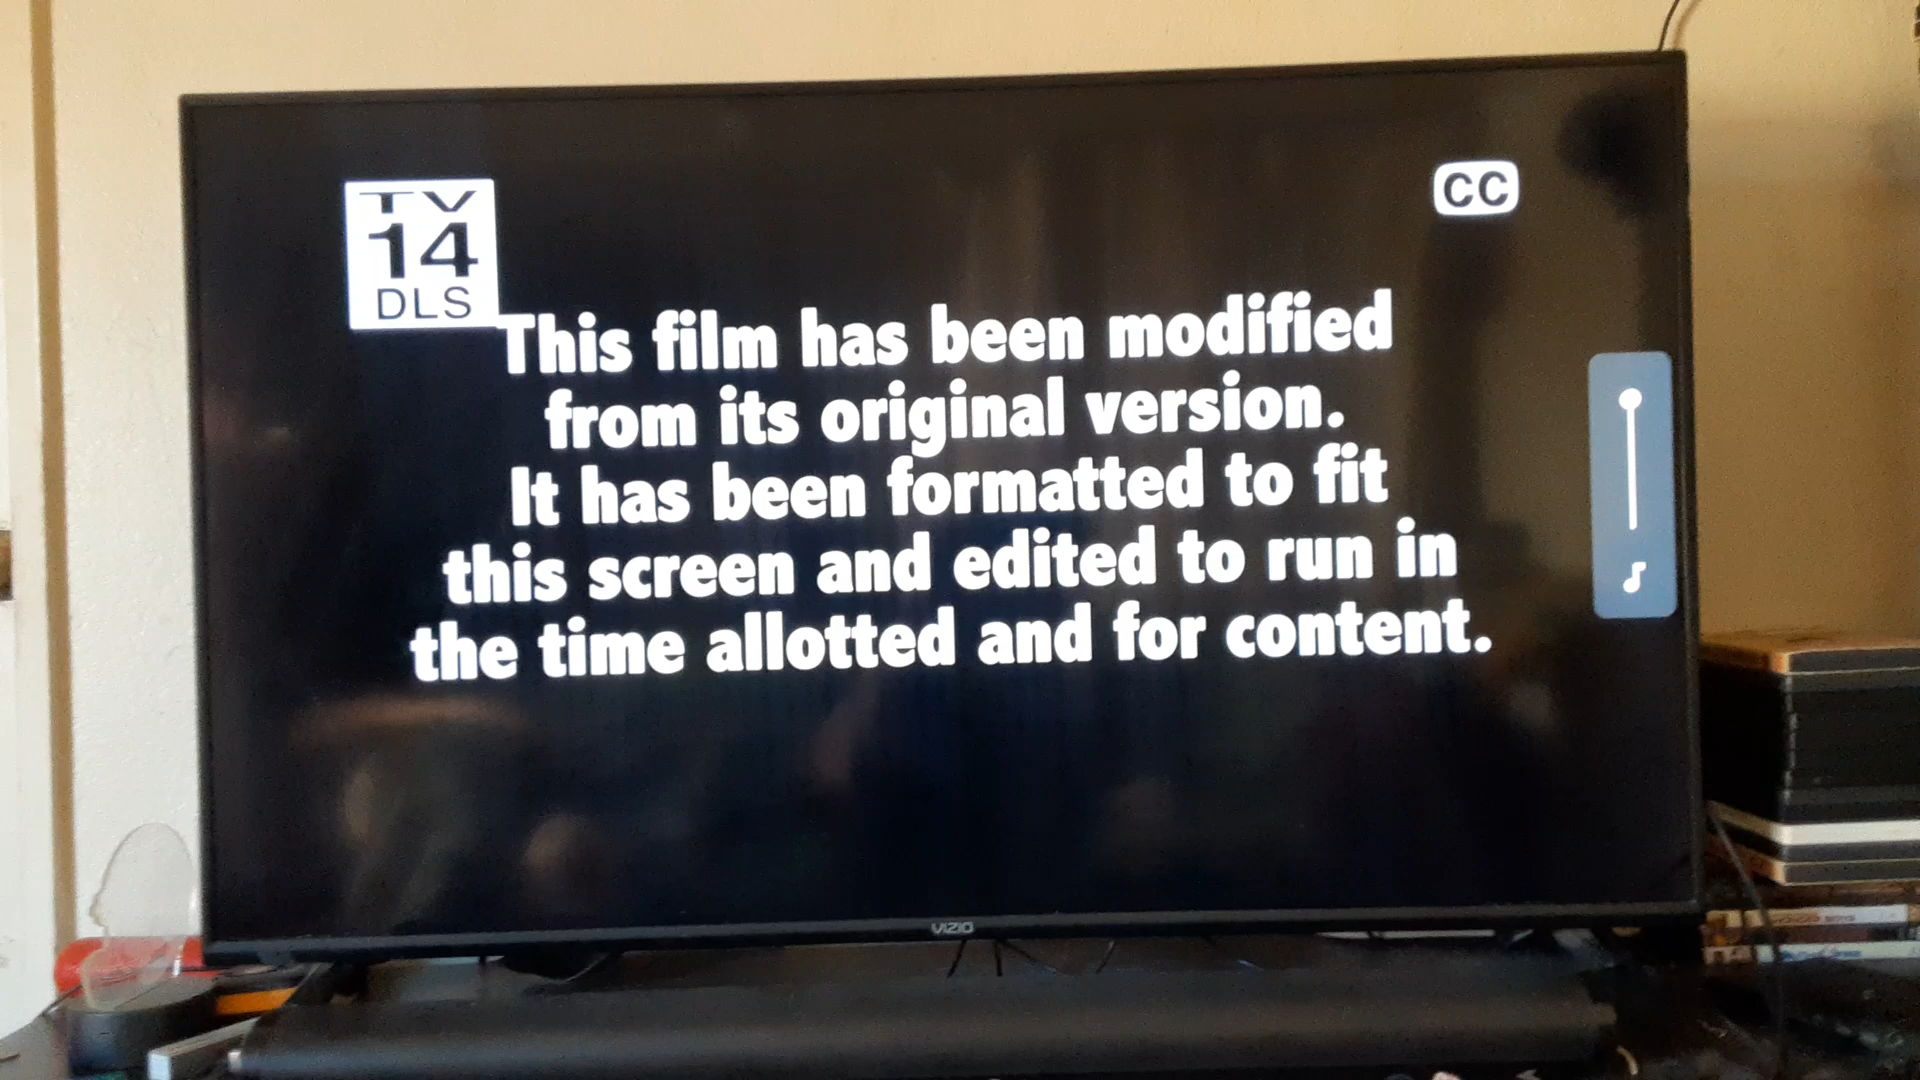 TV
14
DLS
CC
This film has been modified
from its original version.
It has been formatted to fit
this screen and edited to run in
the time allotted and for content.
VIZIO